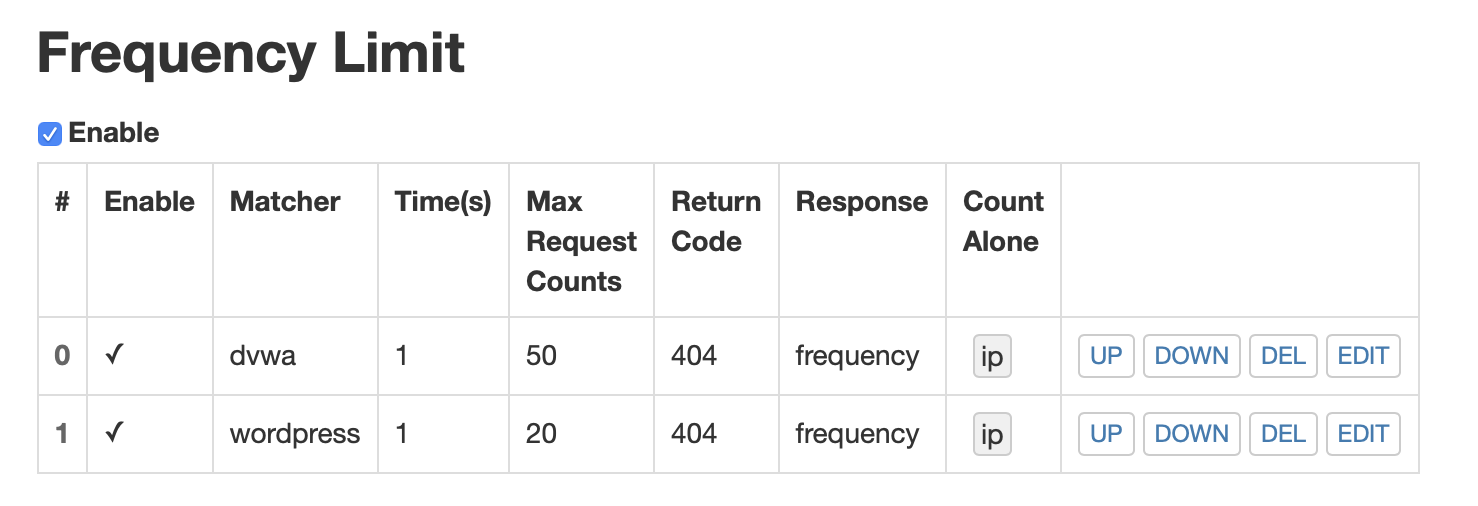 Frequency Limit
Enable
# Enable Matcher Time(s) Max Request Counts Return Code Response Count Alone
0 ✓ dvwa 1 50 404 frequency ip UP DOWN DEL EDIT
1 ✓ wordpress 1 20 404 frequency ip UP DOWN DEL EDIT